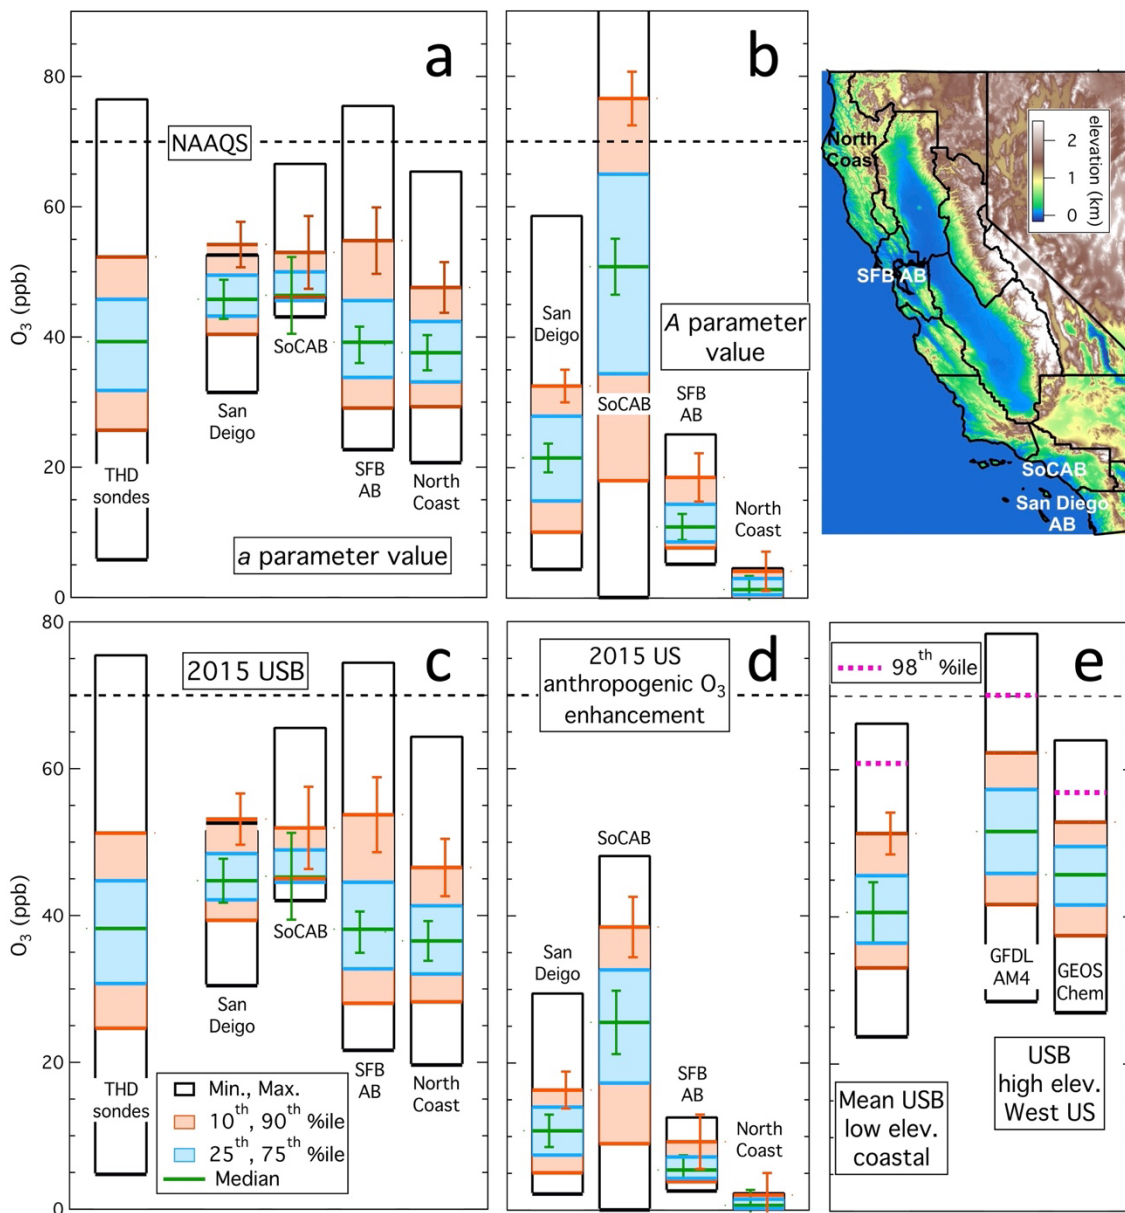 a
80
NAAQS
60
O3 (ppb)
40
SoCAB
San
Deigo
20
THD
sondes
SFB
AB
North
Coast
a parameter value
0
b
San
Deigo
A parameter
value
SoCAB
SFB
AB
North
Coast
North
Coast
2
1
0
elevation (km)
SFB AB
SoCAB
San Diego
AB
c
80
2015 USB
60
O3 (ppb)
40
SoCAB
San
Deigo
20
THD
sondes
SFB
AB
North
Coast
Min., Max.
10th, 90th %ile
25th, 75th %ile
Median
0
d
2015 US
anthropogenic O3
enhancement
SoCAB
San
Deigo
SFB
AB
North
Coast
e
98th %ile
GFDL
AM4
GEOS
Chem
Mean USB
low elev.
coastal
USB
high elev.
West US